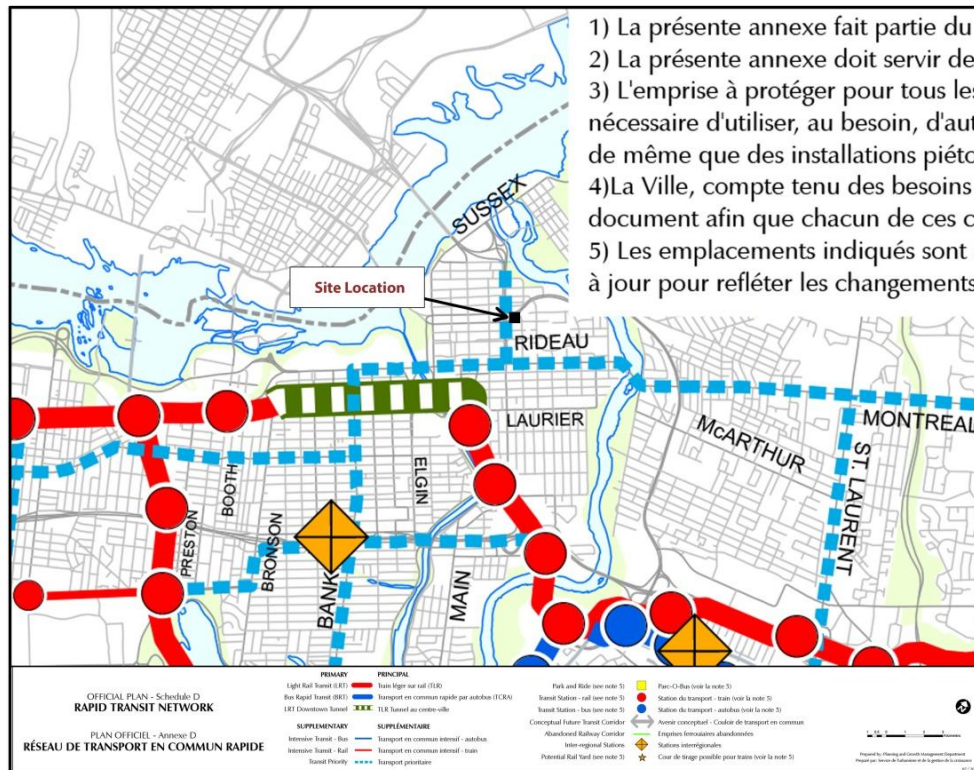 1) La présente annexe fait partie du
2) La présente annexe doit servir de
3) L'emprise à protéger pour tous les
nécessaire d'utiliser, au besoin, d'aut
de même que des installations piéto
4)La Ville, compte tenu des besoins
document afin que chacun de ces c
5) Les emplacements indiqués sont
à jour pour refléter les changements
SUSSEX
Site Location
RIDEAU
LAURIER
McARTHUR
MONTREAL
ST. LAURENT
ELGIN
BOOTH
PRESTON
BRONSON
BANK
MAIN
OFFICIAL PLAN - Schedule D
RAPID TRANSIT NETWORK
PLAN OFFICIEL - Annexe D
RÉSEAU DE TRANSPORT EN COMMUN RAPIDE
PRIMARY PRINCIPAL
Light Rail Transit (LRT) Train léger sur rail (TLR)
Bus Rapid Transit (BRT) Transport en commun rapide par autobus (TCRA)
LRT Downtown Tunnel TLR Tunnel au centre-ville
SUPPLEMENTARY SUPPLÉMENTAIRE
Intensive Transit - Bus Transport en commun intensif - autobus
Intensive Transit - Rail Transport en commun intensif - train
Transit Priority Transport prioritaire
Park and Ride (see note 5) Parc-O-Bus (voir la note 5)
Transit Station - rail (see note 5) Station du transport - train (voir la note 5)
Transit Station - bus (see note 5) Station du transport - autobus (voir la note 5)
Conceptual Future Transit Corridor Avenir conceptuel - Couloir de transport en commun
Abandoned Railway Corridor Emprises ferroviaires abandonnées
Inter-regional Stations Stations interrégionales
Potential Rail Yard (see note 5) Cour de tirage possible pour trains (voir la note 5)
Prepared by: Planning and Growth Management Department